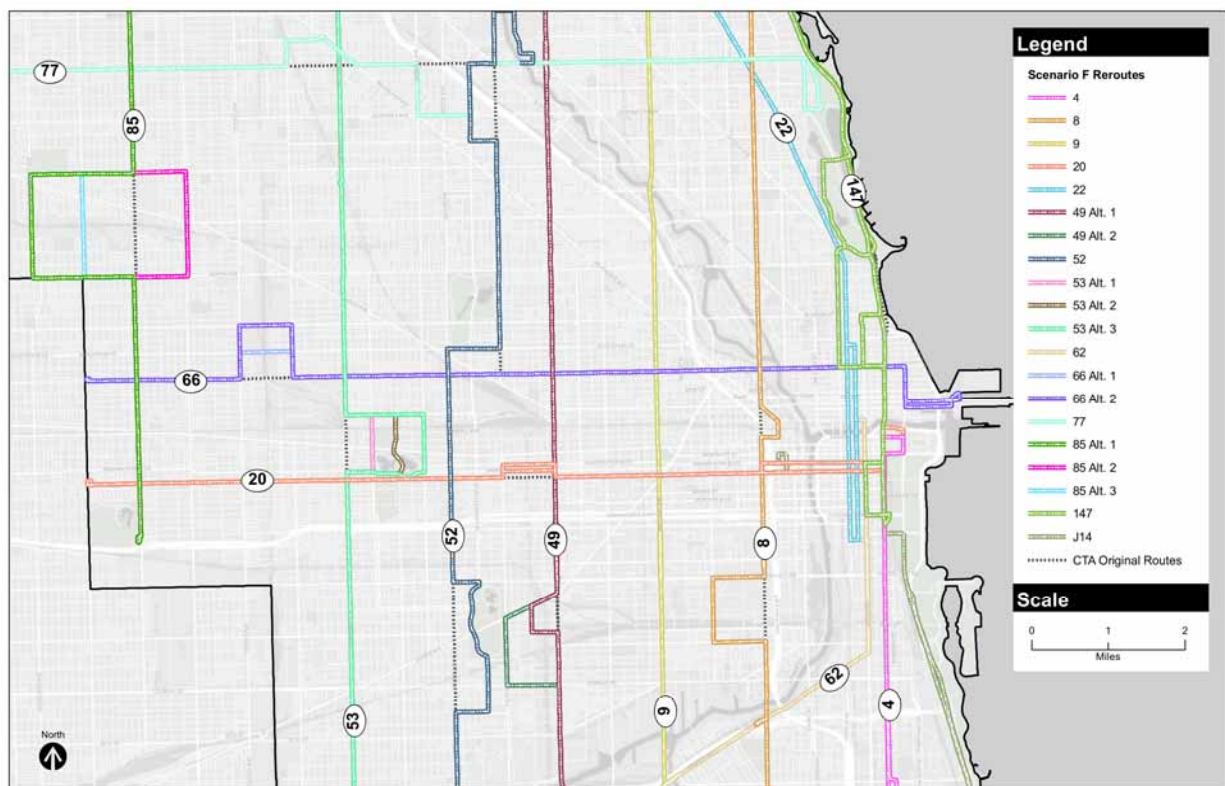 77
85
22
147
66
20
52
49
8
62
53
9
4
North
Legend
Scenario F Reroutes
4
8
9
20
22
49 Alt. 1
49 Alt. 2
52
53 Alt. 1
53 Alt. 2
53 Alt. 3
62
66 Alt. 1
66 Alt. 2
77
85 Alt. 1
85 Alt. 2
85 Alt. 3
147
J14
CTA Original Routes
Scale
0 1 2
Miles